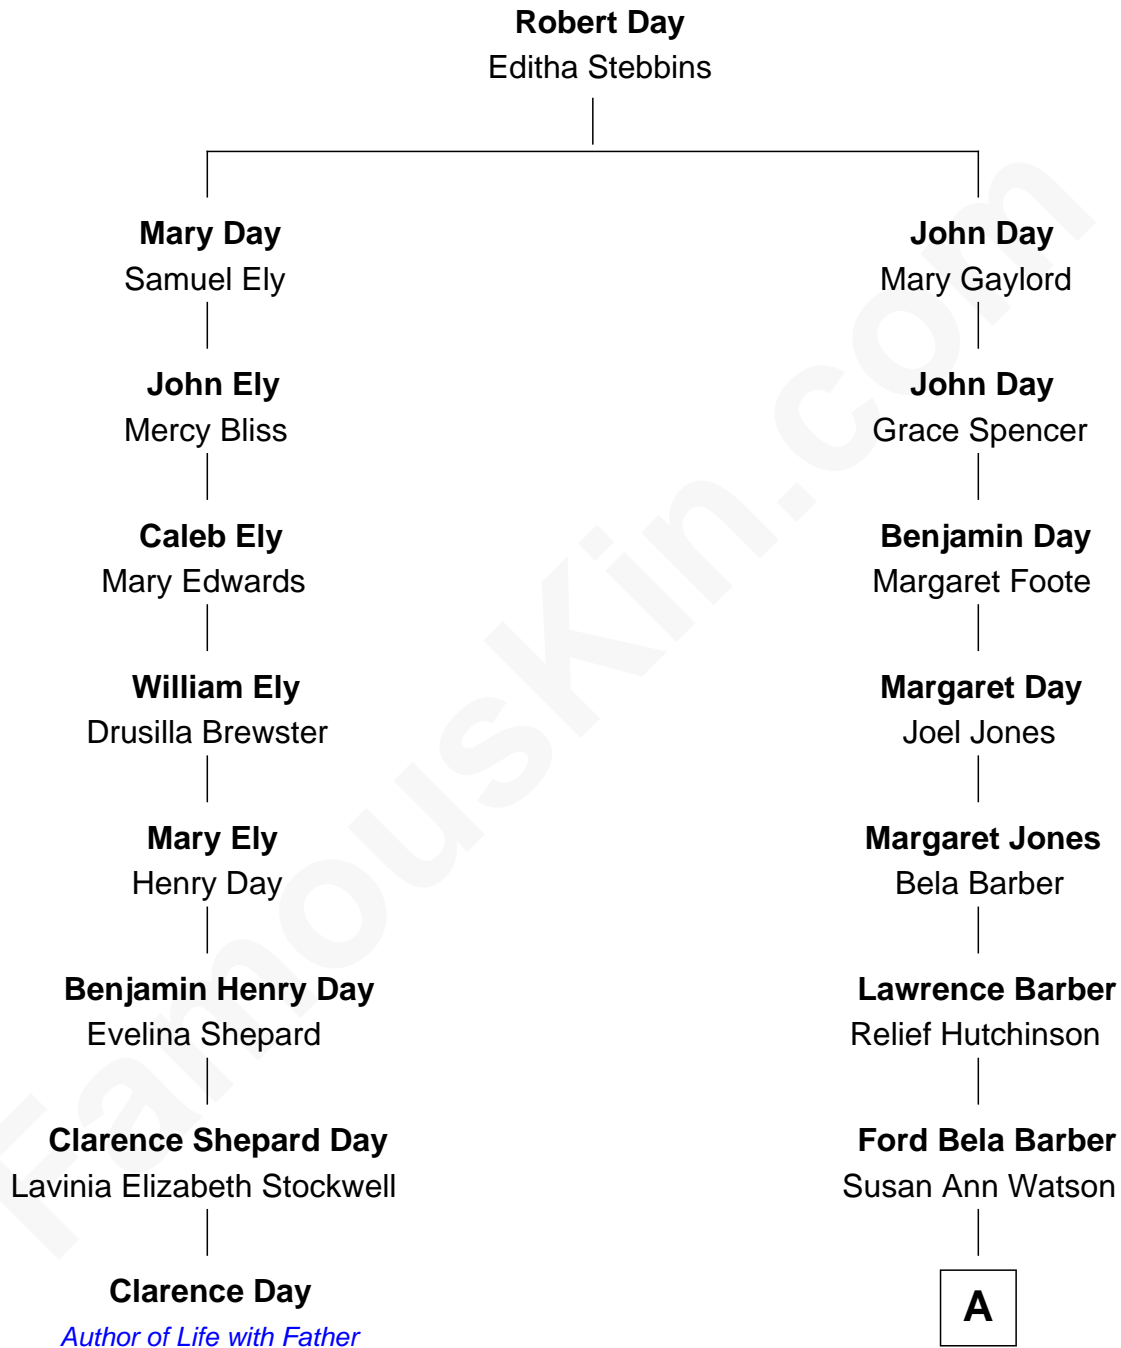 Robert Day
Editha Stebbins
Mary Day
Samuel Ely
John Day
Mary Gaylord
John Ely
Mercy Bliss
John Day
Grace Spencer
Caleb Ely
Mary Edwards
Benjamin Day
Margaret Foote
William Ely
Drusilla Brewster
Margaret Day
Joel Jones
Mary Ely
Henry Day
Margaret Jones
Bela Barber
Benjamin Henry Day
Evelina Shepard
Lawrence Barber
Relief Hutchinson
Clarence Shepard Day
Lavinia Elizabeth Stockwell
Ford Bela Barber
Susan Ann Watson
Clarence Day
Author of Life with Father
A
FamousKin.com